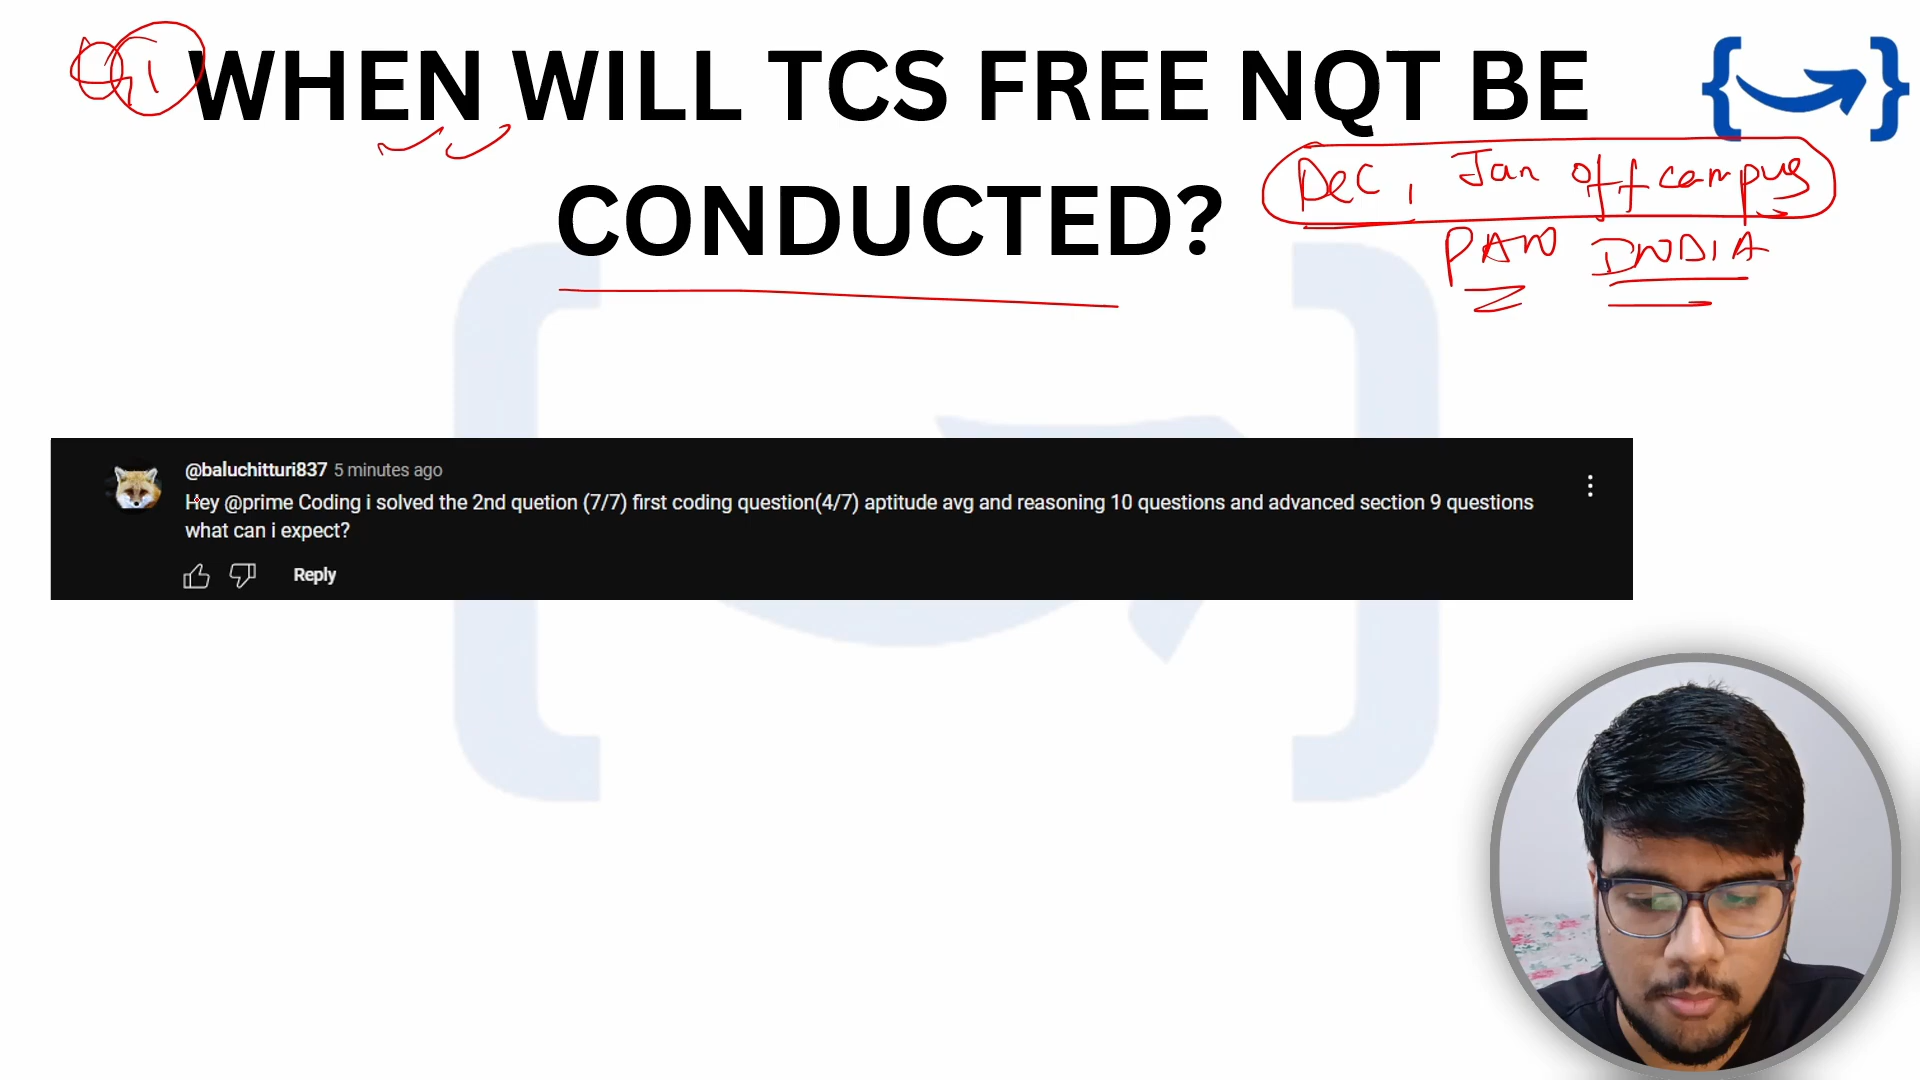 Q1
WHEN WILL TCS FREE NQT BE
CONDUCTED?
Dec, Jan off campus
PAN INDIA
@baluchitturi837 5 minutes ago
Hey @prime Coding i solved the 2nd quetion (7/7) first coding question(4/7) aptitude avg and reasoning 10 questions and advanced section 9 questions
what can i expect?
Reply